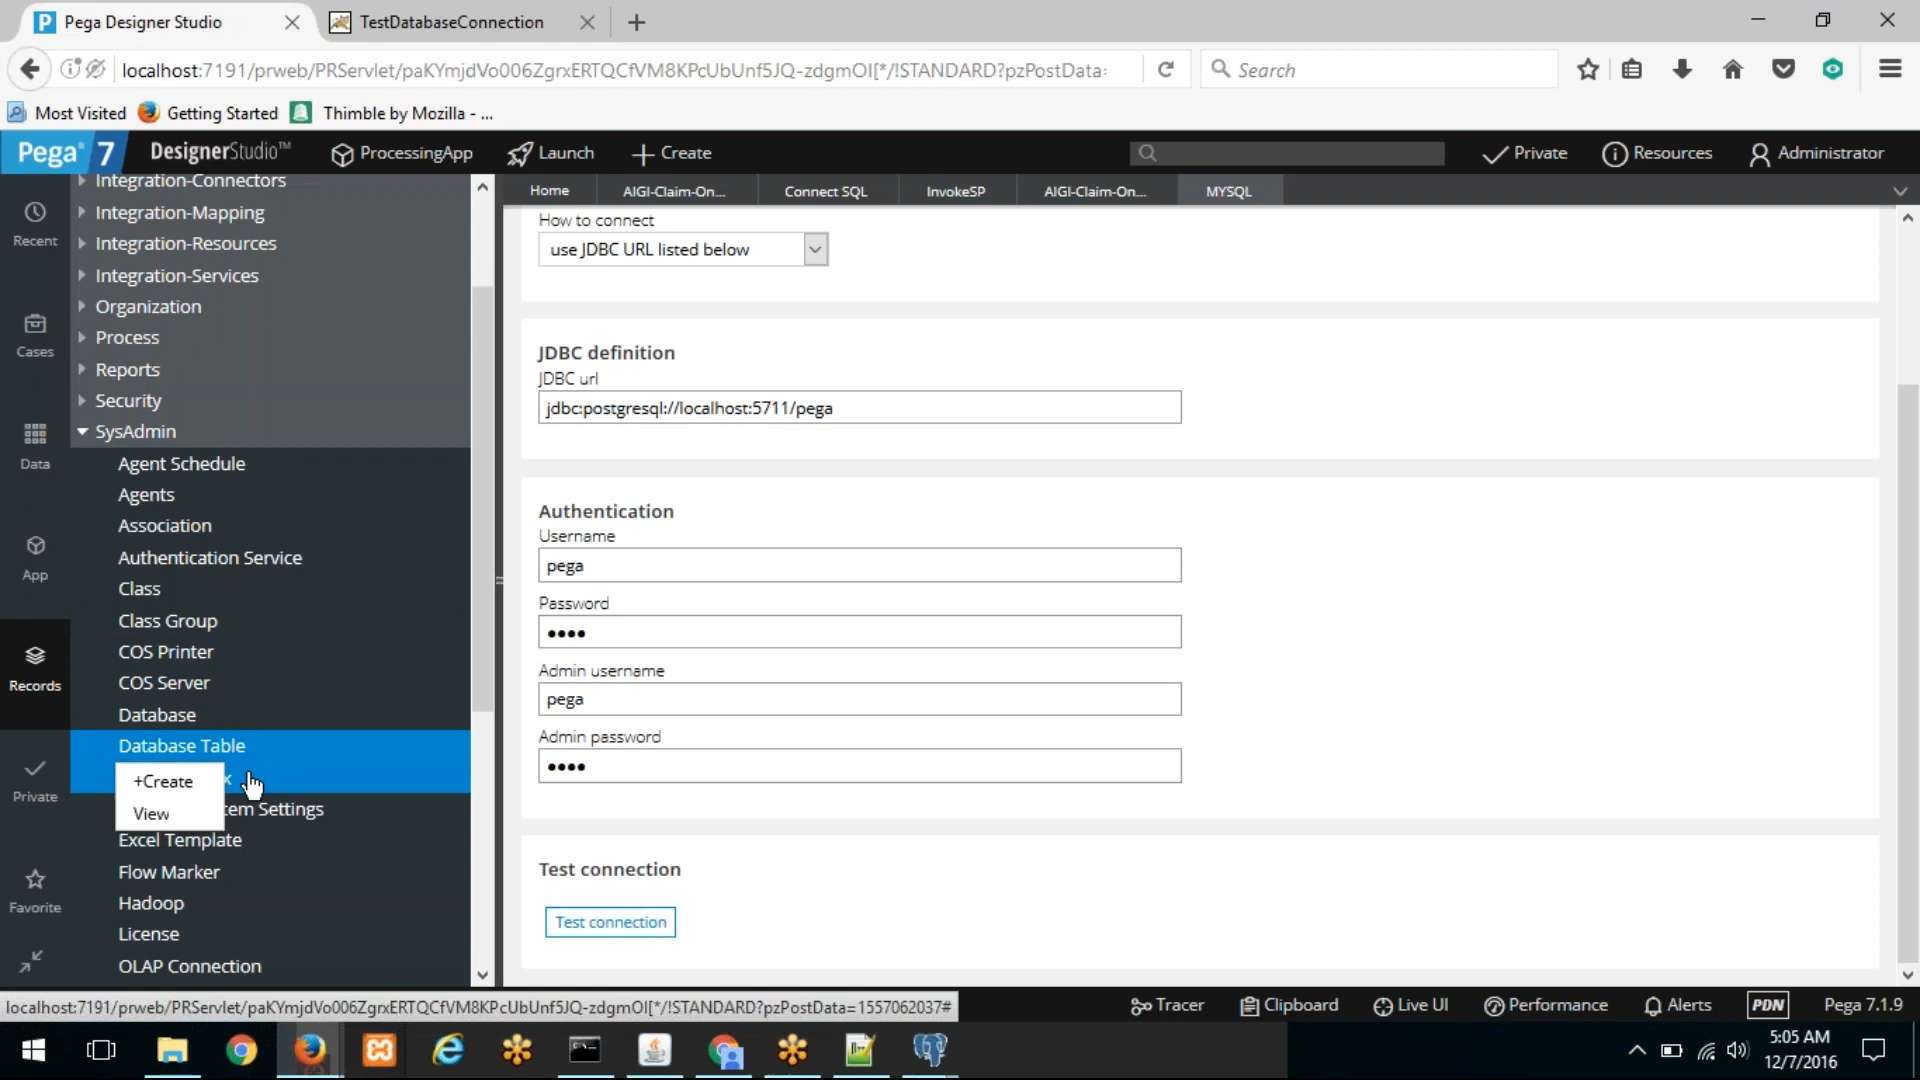 Pega Designer Studio
TestDatabaseConnection
localhost:7191/prweb/PRServlet/paKYmjdVo006ZgrxERTQCfVM8KPcUbUnf5JQ-zdgmOI[*/!STANDARD?pzPostData:
Search
Most Visited
Getting Started
Thimble by Mozilla - ...
Pega 7
DesignerStudio™
ProcessingApp
Launch
Create
Private
Resources
Administrator
Recent
Cases
Data
App
Records
Private
Favorite
Integration-Connectors
Integration-Mapping
Integration-Resources
Integration-Services
Organization
Process
Reports
Security
SysAdmin
Agent Schedule
Agents
Association
Authentication Service
Class
Class Group
COS Printer
COS Server
Database
Database Table
+Create
x
View
tem Settings
Excel Template
Flow Marker
Hadoop
License
OLAP Connection
Home
AIGI-Claim-On...
Connect SQL
InvokeSP
AIGI-Claim-On...
MYSQL
How to connect
use JDBC URL listed below
JDBC definition
JDBC url
jdbc:postgresql://localhost:5711/pega
Authentication
Username
pega
Password
••••
Admin username
pega
Admin password
••••
Test connection
Test connection
localhost:7191/prweb/PRServlet/paKYmjdVo006ZgrxERTQCfVM8KPcUbUnf5JQ-zdgmOI[*/!STANDARD?pzPostData=1557062037#
Tracer
Clipboard
Live UI
Performance
Alerts
PDN
Pega 7.1.9
5:05 AM
12/7/2016